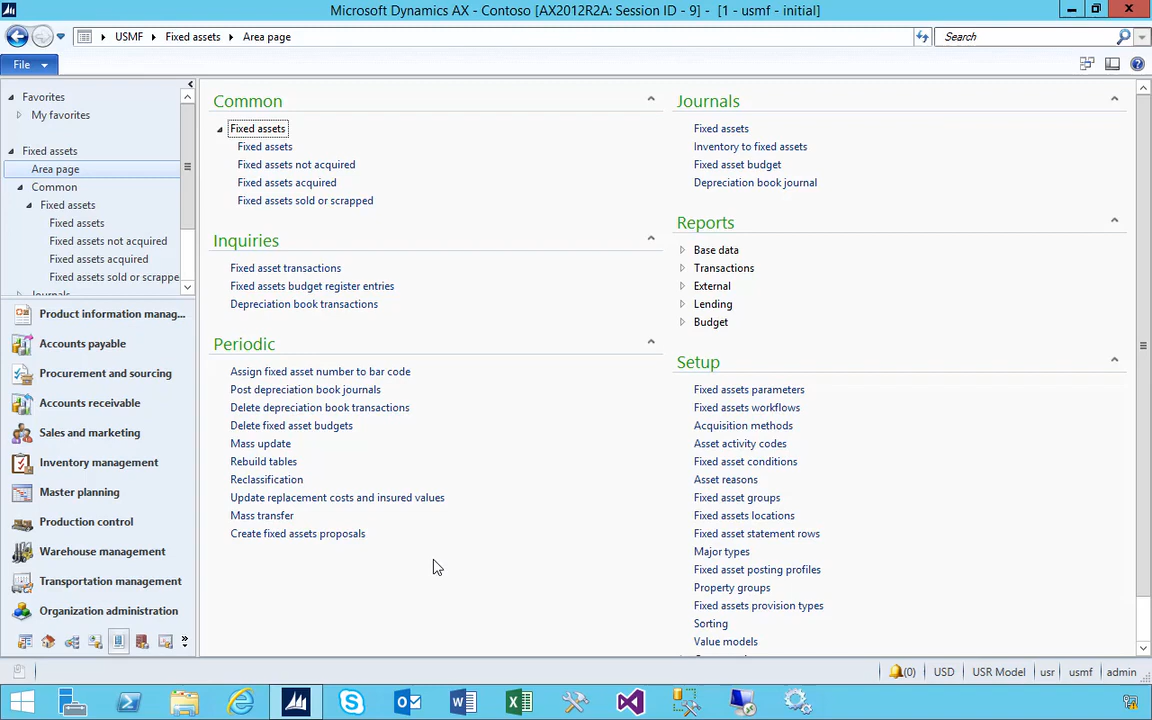 Microsoft Dynamics AX - Contoso [AX2012R2A: Session ID - 9] - [1 - usmf - initial]
USMF
Fixed assets
Area page
Search
File
Favorites
My favorites
Fixed assets
Area page
Common
Fixed assets
Fixed assets
Fixed assets not acquired
Fixed assets acquired
Fixed assets sold or scrappe
Product information manag...
Accounts payable
Procurement and sourcing
Accounts receivable
Sales and marketing
Inventory management
Master planning
Production control
Warehouse management
Transportation management
Organization administration
Common
Fixed assets
Fixed assets
Fixed assets not acquired
Fixed assets acquired
Fixed assets sold or scrapped
Inquiries
Fixed asset transactions
Fixed assets budget register entries
Depreciation book transactions
Periodic
Assign fixed asset number to bar code
Post depreciation book journals
Delete depreciation book transactions
Delete fixed asset budgets
Mass update
Rebuild tables
Reclassification
Update replacement costs and insured values
Mass transfer
Create fixed assets proposals
Journals
Fixed assets
Inventory to fixed assets
Fixed asset budget
Depreciation book journal
Reports
Base data
Transactions
External
Lending
Budget
Setup
Fixed assets parameters
Fixed assets workflows
Acquisition methods
Asset activity codes
Fixed asset conditions
Asset reasons
Fixed asset groups
Fixed assets locations
Fixed asset statement rows
Major types
Fixed asset posting profiles
Property groups
Fixed assets provision types
Sorting
Value models
(0)
USD
USR Model
usr
usmf
admin